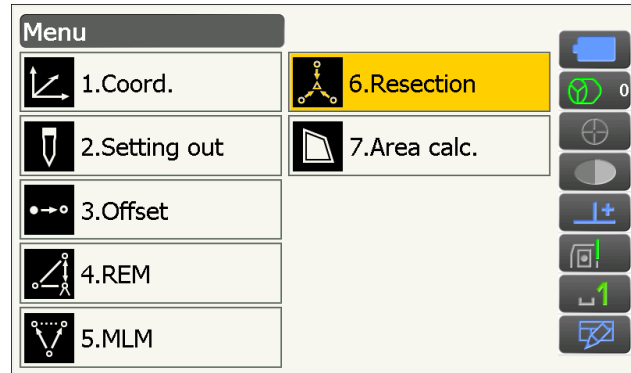 Menu
1.Coord.
2.Setting out
3.Offset
4.REM
5.MLM
6.Resection
7.Area calc.
0
1